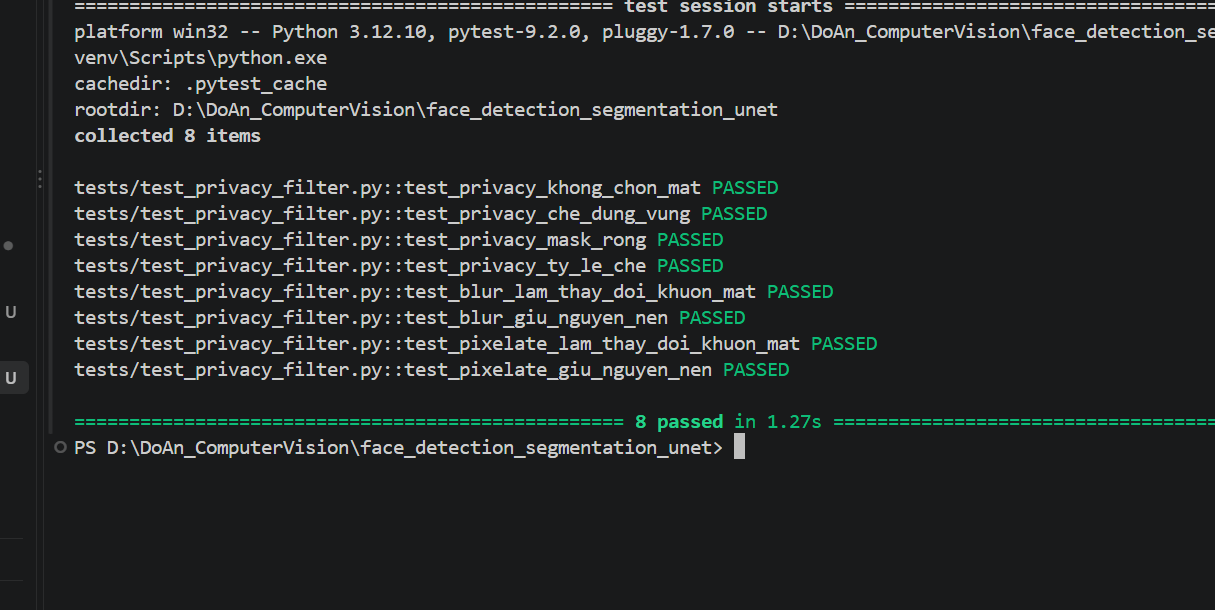 ============================================= test session starts =============================================
platform win32 -- Python 3.12.10, pytest-9.2.0, pluggy-1.7.0 -- D:\DoAn_ComputerVision\face_detection_se
venv\Scripts\python.exe
cachedir: .pytest_cache
rootdir: D:\DoAn_ComputerVision\face_detection_segmentation_unet
collected 8 items
tests/test_privacy_filter.py::test_privacy_khong_chon_mat PASSED
tests/test_privacy_filter.py::test_privacy_che_dung_vung PASSED
tests/test_privacy_filter.py::test_privacy_mask_rong PASSED
tests/test_privacy_filter.py::test_privacy_ty_le_che PASSED
tests/test_privacy_filter.py::test_blur_lam_thay_doi_khuon_mat PASSED
U
tests/test_privacy_filter.py::test_blur_giu_nguyen_nen PASSED
tests/test_privacy_filter.py::test_pixelate_lam_thay_doi_khuon_mat PASSED
tests/test_privacy_filter.py::test_pixelate_giu_nguyen_nen PASSED
U
============================================== 8 passed in 1.27s ===================================
PS D:\DoAn_ComputerVision\face_detection_segmentation_unet>